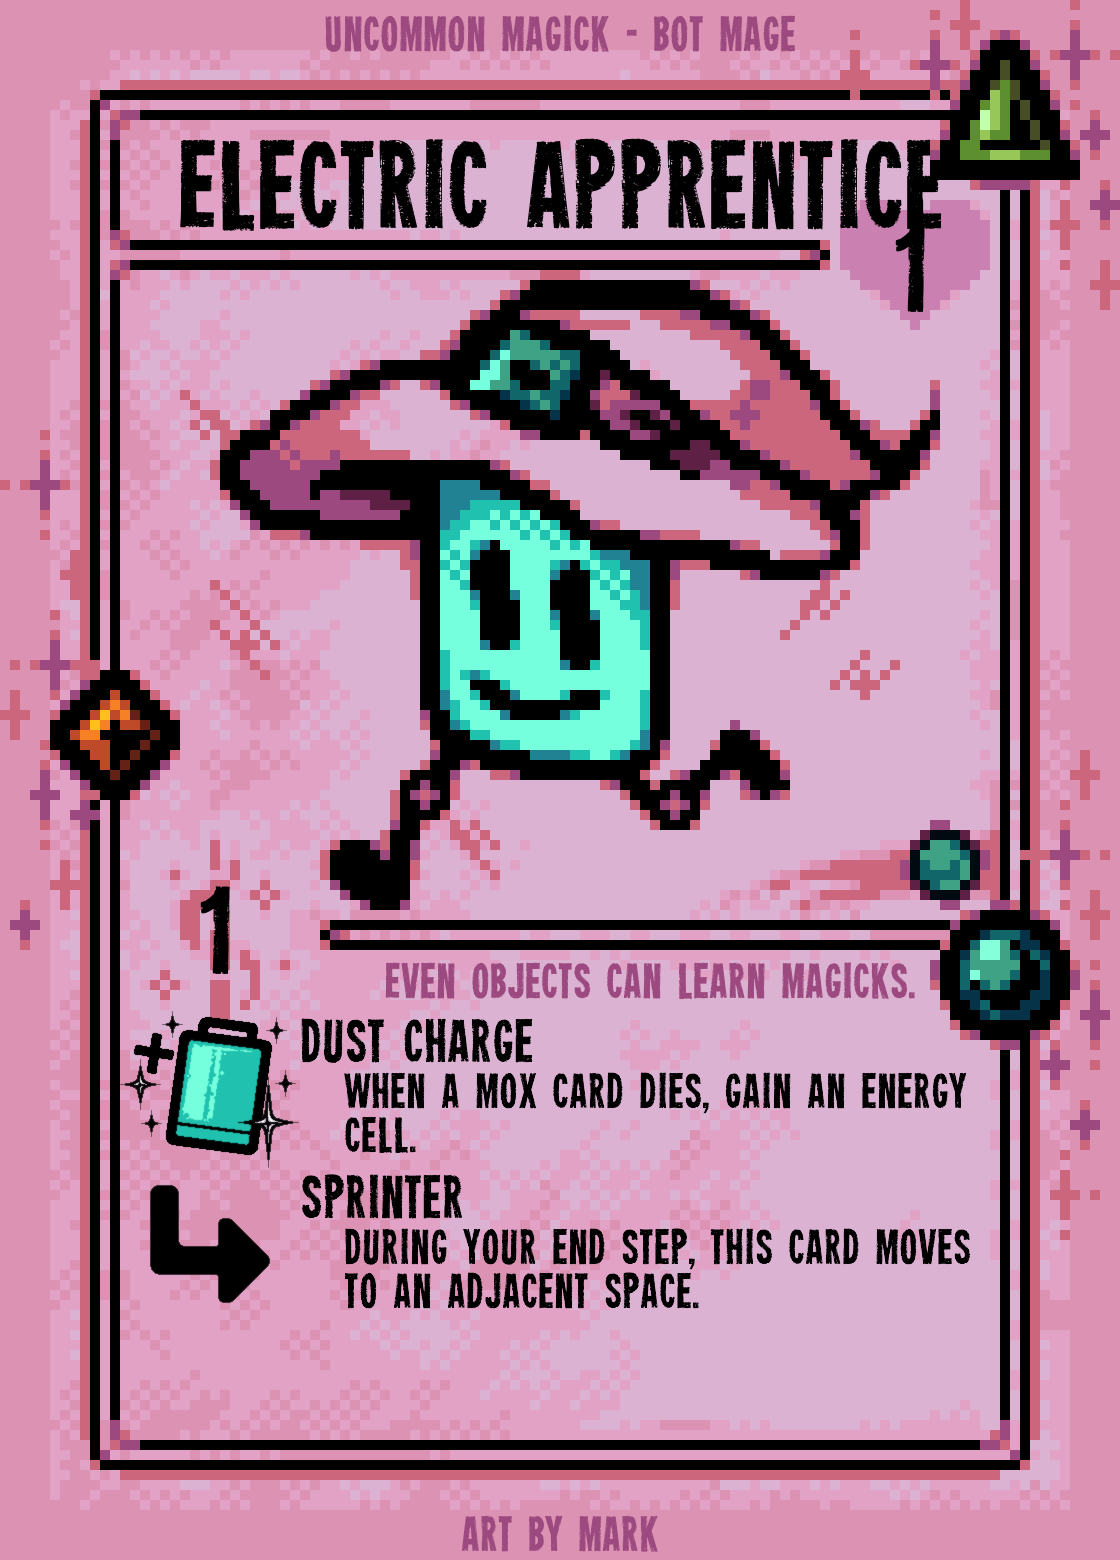 UNCOMMON MAGICK - BOT MAGE
ELECTRIC APPRENTICE
1
1
EVEN OBJECTS CAN LEARN MAGICKS.
DUST CHARGE
WHEN A MOX CARD DIES, GAIN AN ENERGY
CELL.
SPRINTER
DURING YOUR END STEP, THIS CARD MOVES
TO AN ADJACENT SPACE.
ART BY MARK